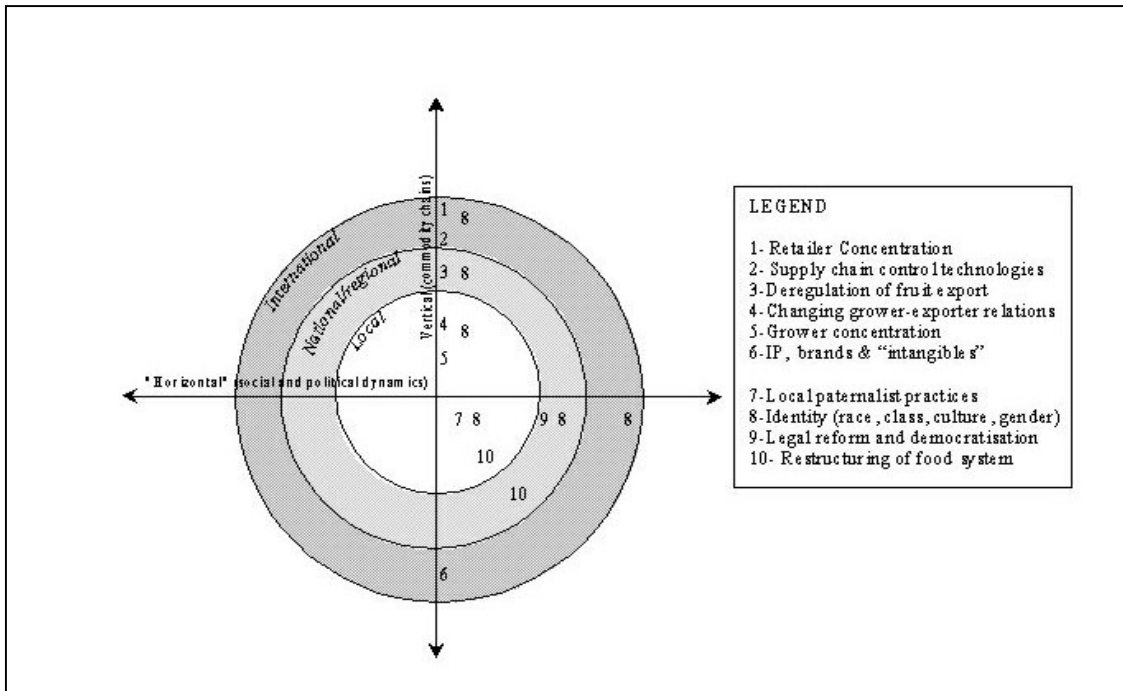 Vertical (commodity chains)
International
National/regional
Local
"Horizontal" (social and political dynamics)
1
8
2
3
8
4
8
5
7
8
9
8
8
10
10
6
LEGEND
1- Retailer Concentration
2- Supply chain control technologies
3-Deregulation of fruit export
4- Changing grower-exporter relations
5- Grower concentration
6-IP, brands & “intangibles”
7-Local paternalist practices
8-Identity (race, class, culture, gender)
9-Legal reform and democratisation
10- Restructuring of food system